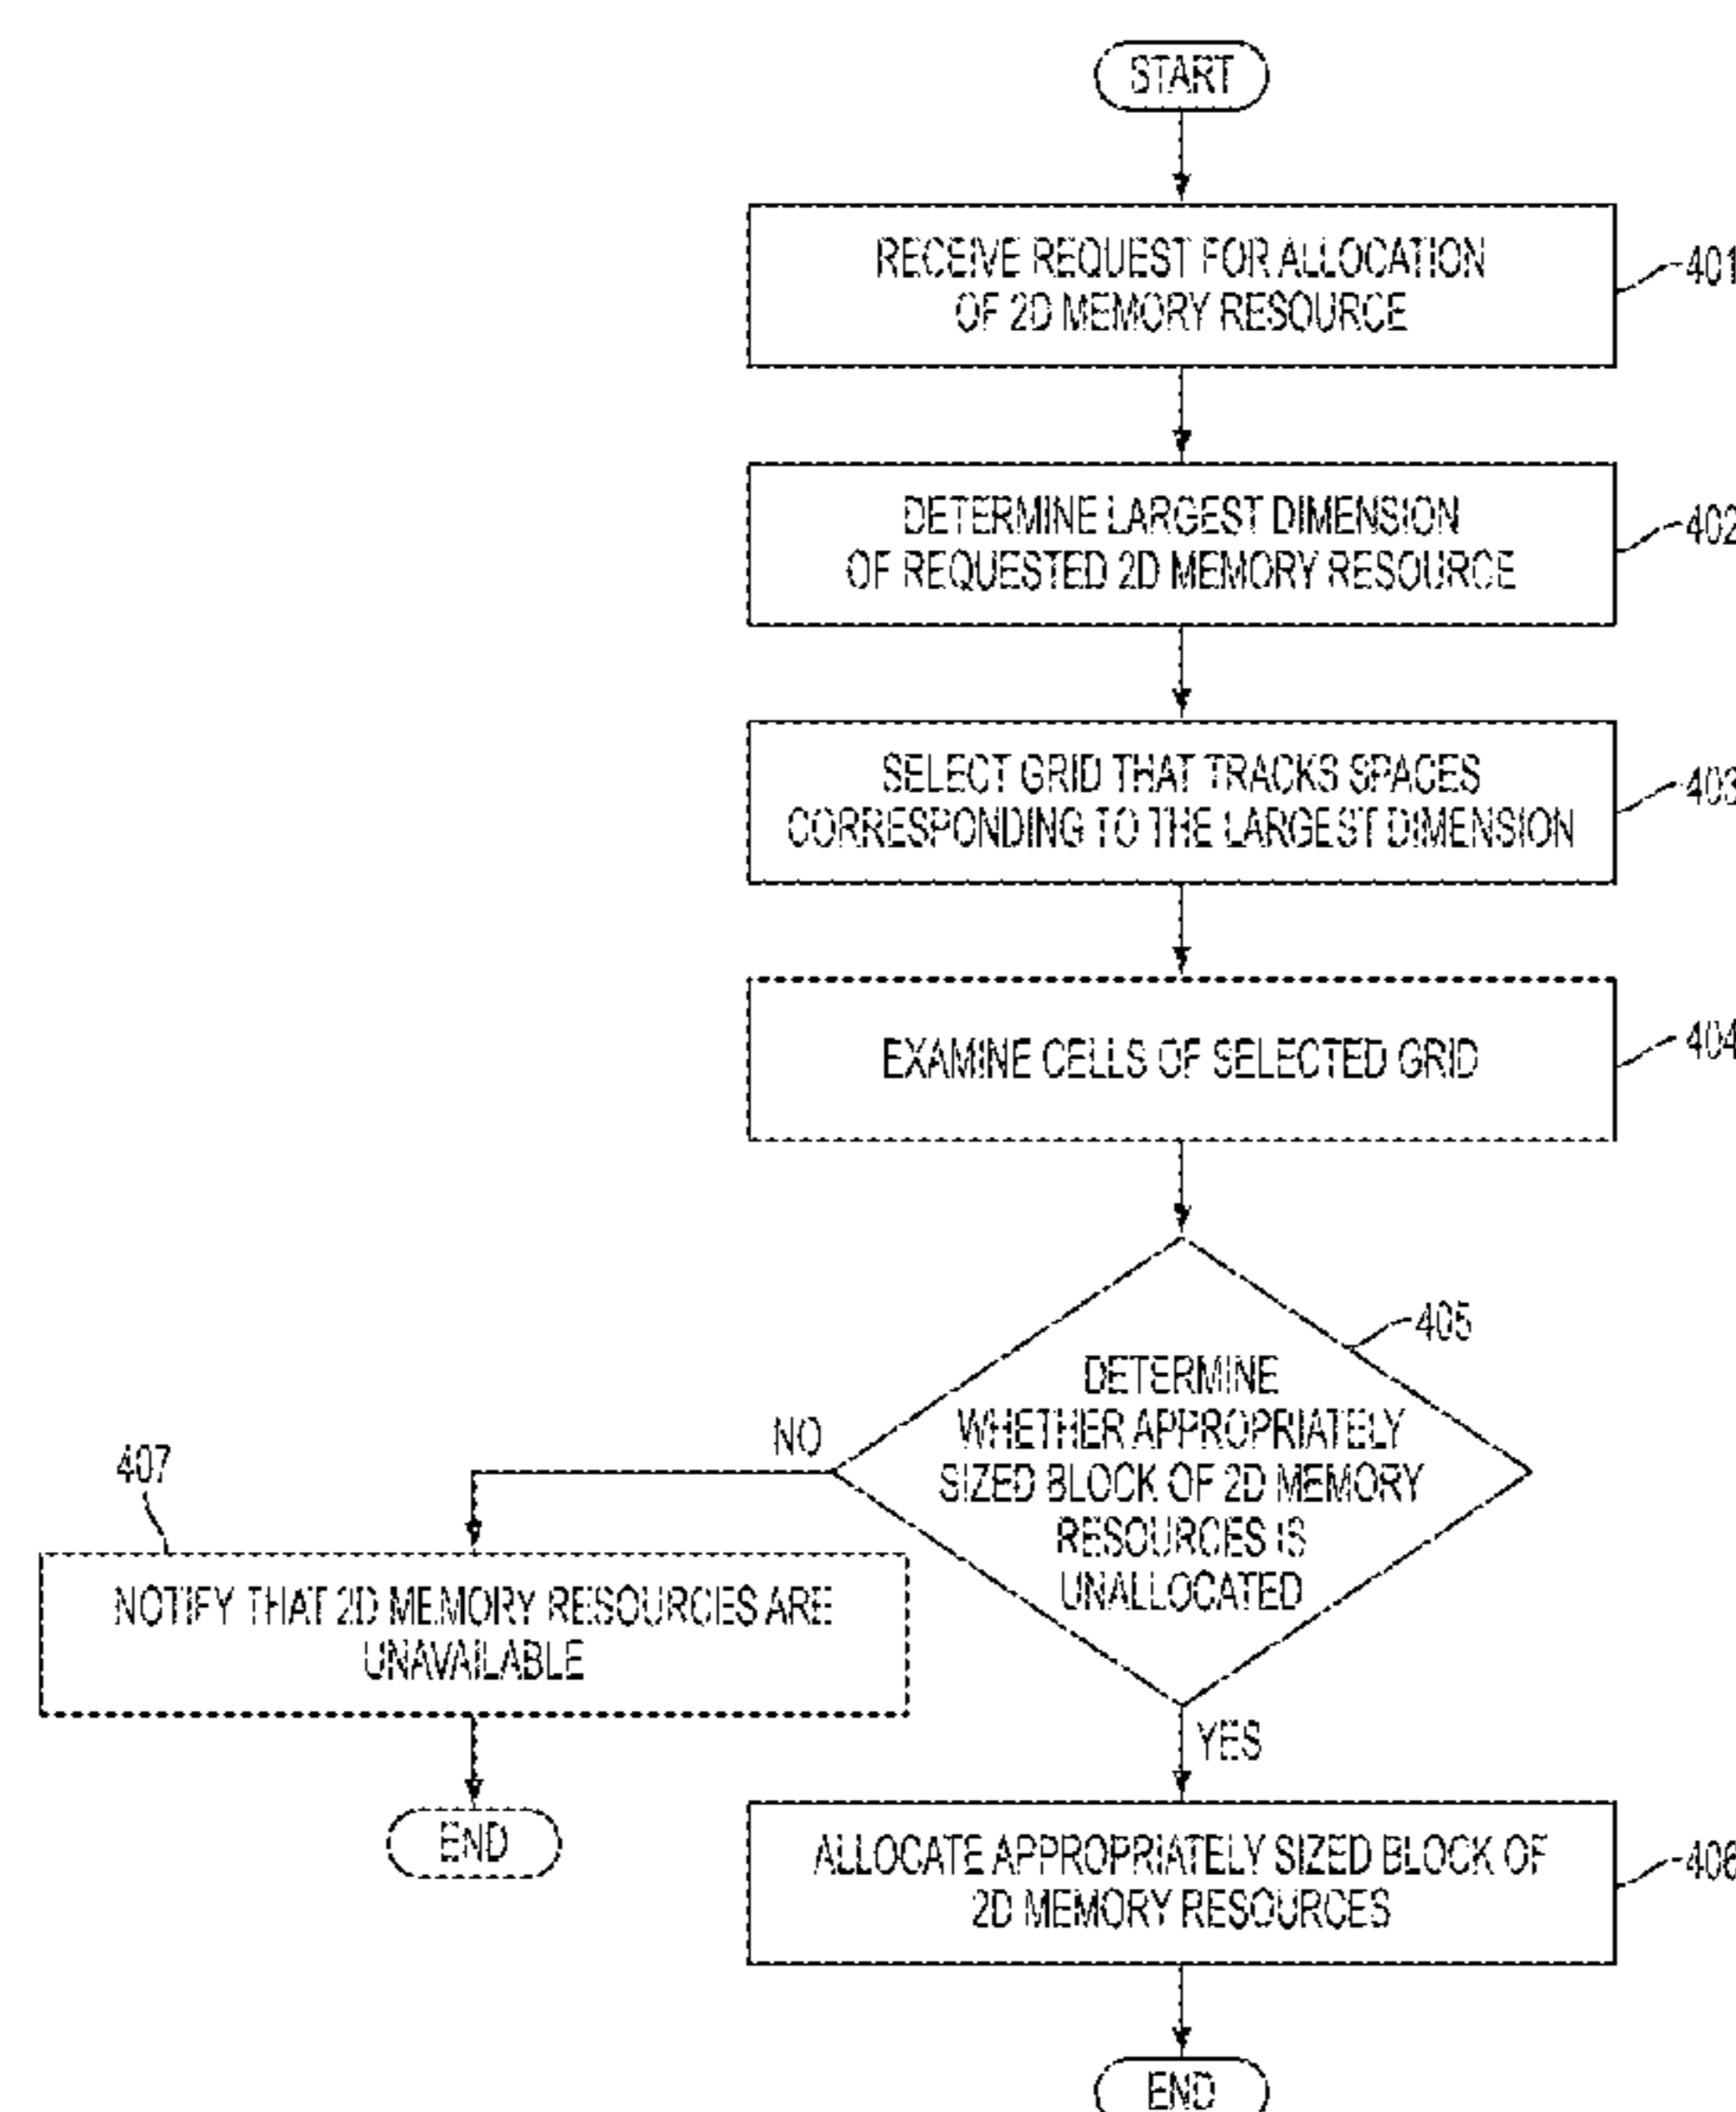 START
RECEIVE REQUEST FOR ALLOCATION
OF 2D MEMORY RESOURCE
401
DETERMINE LARGEST DIMENSION
OF REQUESTED 2D MEMORY RESOURCE
402
SELECT GRID THAT TRACKS SPACES
CORRESPONDING TO THE LARGEST DIMENSION
403
EXAMINE CELLS OF SELECTED GRID
404
405
DETERMINE
WHETHER APPROPRIATELY
SIZED BLOCK OF 2D MEMORY
RESOURCES IS
UNALLOCATED
NO
407
NOTIFY THAT 2D MEMORY RESOURCES ARE
UNAVAILABLE
END
YES
ALLOCATE APPROPRIATELY SIZED BLOCK OF
2D MEMORY RESOURCES
406
END